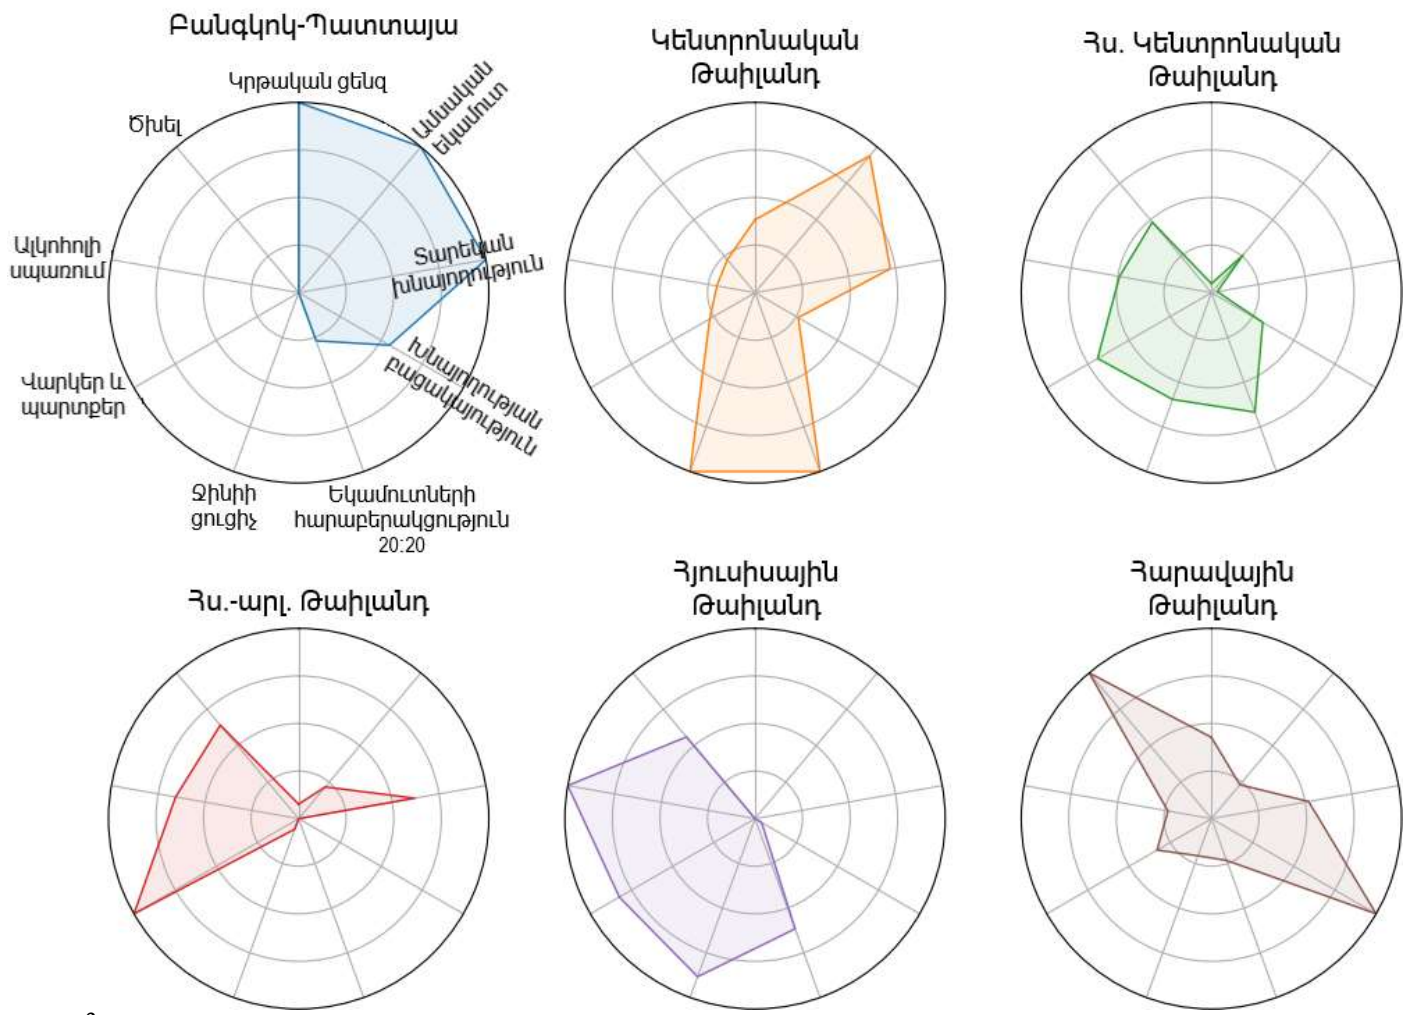 Բանգկոկ-Պատտայա
Կենտրոնական
Թաիլանդ
Հս. Կենտրոնական
Թաիլանդ
Կրթական ցենզ
Ամսական
եկամուտ
Տարեկան
խնայողություն
Խնայողության
բացակայություն
Եկամուտների
հարաբերակցություն
20:20
Ջինիի
ցուցիչ
Վարկեր և
պարտքեր
Ալկոհոլի
սպառում
Ծխել
Հս.-արլ. Թաիլանդ
Հյուսիսային
Թաիլանդ
Հարավային
Թաիլանդ